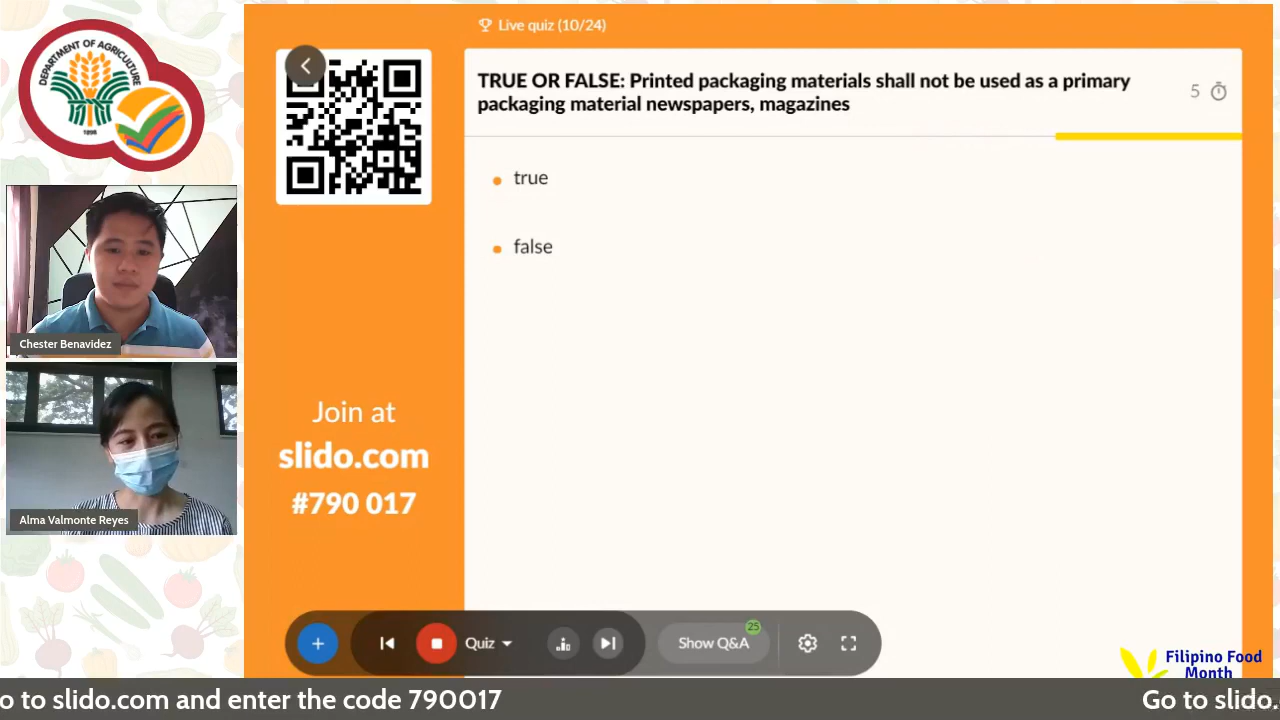 DEPARTMENT OF AGRICULTURE
1898
Chester Benavidez
Alma Valmonte Reyes
Live quiz (10/24)
TRUE OR FALSE: Printed packaging materials shall not be used as a primary
packaging material newspapers, magazines
5
true
false
Join at
slido.com
#790 017
Quiz
Show Q&A
25
Filipino Food
Month
o to slido.com and enter the code 790017
Go to slido.